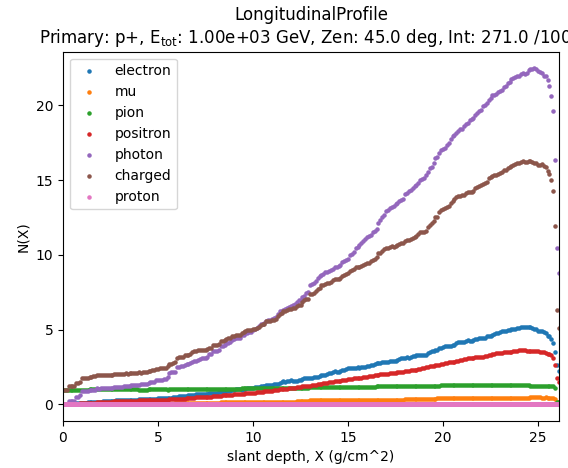 LongitudinalProfile
Primary: p+, Etot: 1.00e+03 GeV, Zen: 45.0 deg, Int: 271.0 /100
electron
mu
pion
positron
photon
charged
proton
20
15
10
5
0
N(X)
0 5 10 15 20 25
slant depth, X (g/cm^2)